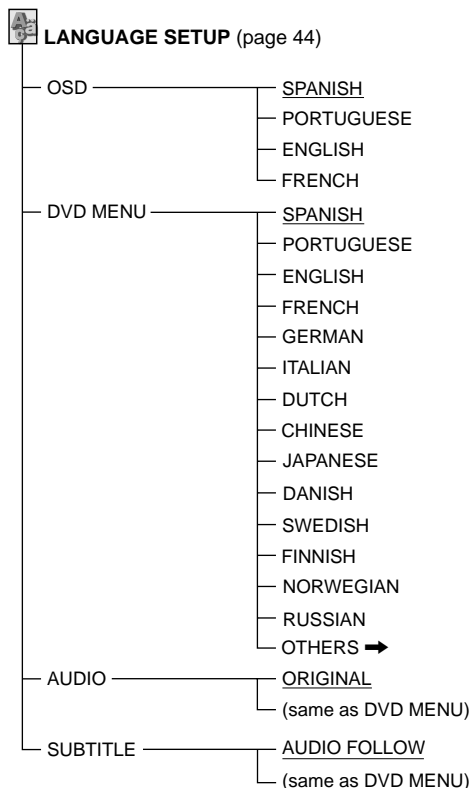 LANGUAGE SETUP (page 44)
OSD
SPANISH
PORTUGUESE
ENGLISH
FRENCH
DVD MENU
SPANISH
PORTUGUESE
ENGLISH
FRENCH
GERMAN
ITALIAN
DUTCH
CHINESE
JAPANESE
DANISH
SWEDISH
FINNISH
NORWEGIAN
RUSSIAN
OTHERS ➡
AUDIO
ORIGINAL
(same as DVD MENU)
SUBTITLE
AUDIO FOLLOW
(same as DVD MENU)